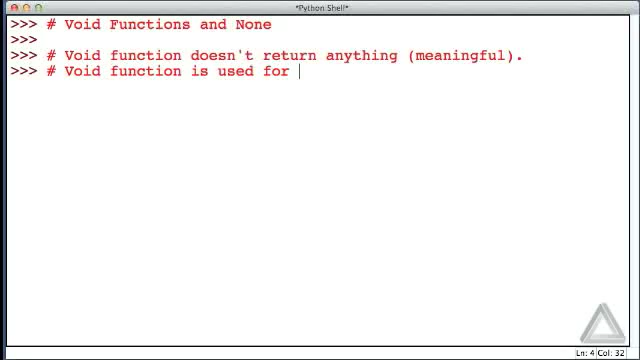 *Python Shell*
>>> # Void Functions and None
>>>
>>> # Void function doesn't return anything (meaningful).
>>> # Void function is used for
Ln: 4 Col: 32